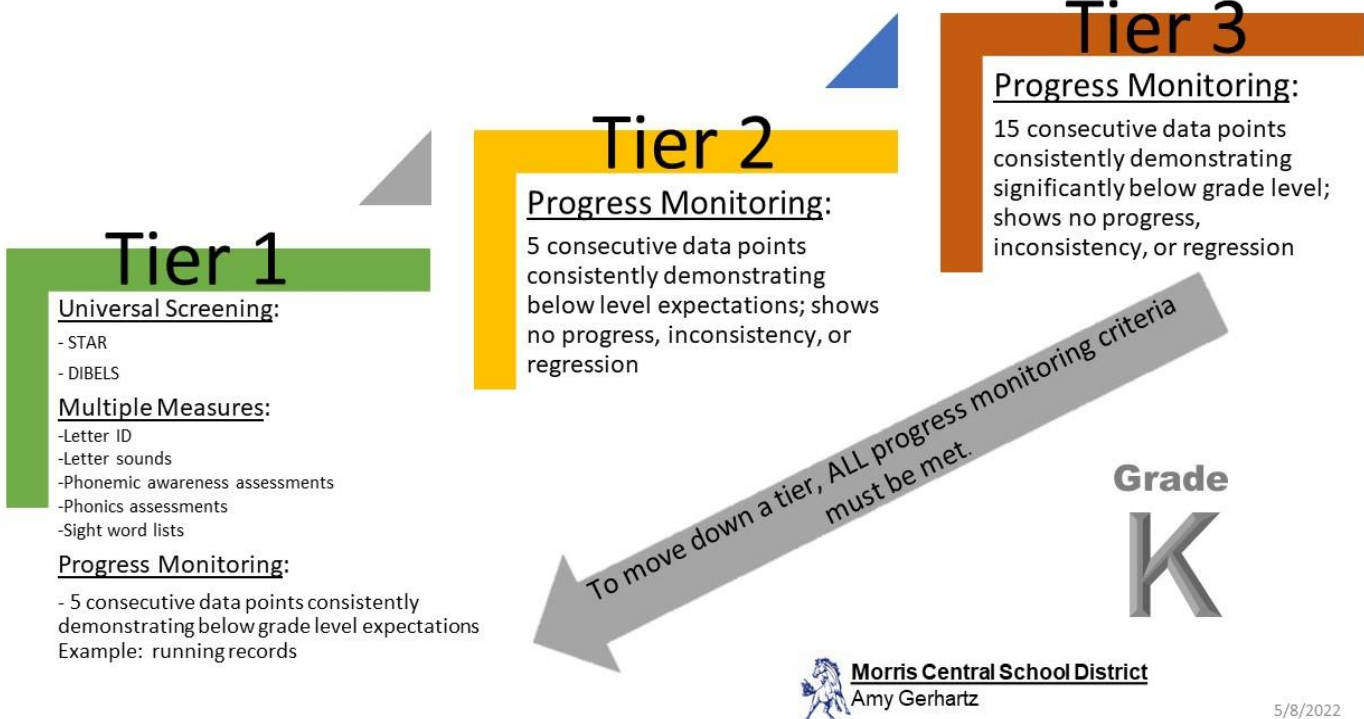 Tier 1
Universal Screening:
- STAR
- DIBELS
Multiple Measures:
-Letter ID
-Letter sounds
-Phonemic awareness assessments
-Phonics assessments
-Sight word lists
Progress Monitoring:
- 5 consecutive data points consistently
demonstrating below grade level expectations
Example: running records
Tier 2
Progress Monitoring:
5 consecutive data points
consistently demonstrating
below level expectations; shows
no progress, inconsistency, or
regression
Tier 3
Progress Monitoring:
15 consecutive data points
consistently demonstrating
significantly below grade level;
shows no progress,
inconsistency, or regression
To move down a tier, ALL progress monitoring criteria
must be met.
Grade
K
Morris Central School District
Amy Gerhartz
5/8/2022